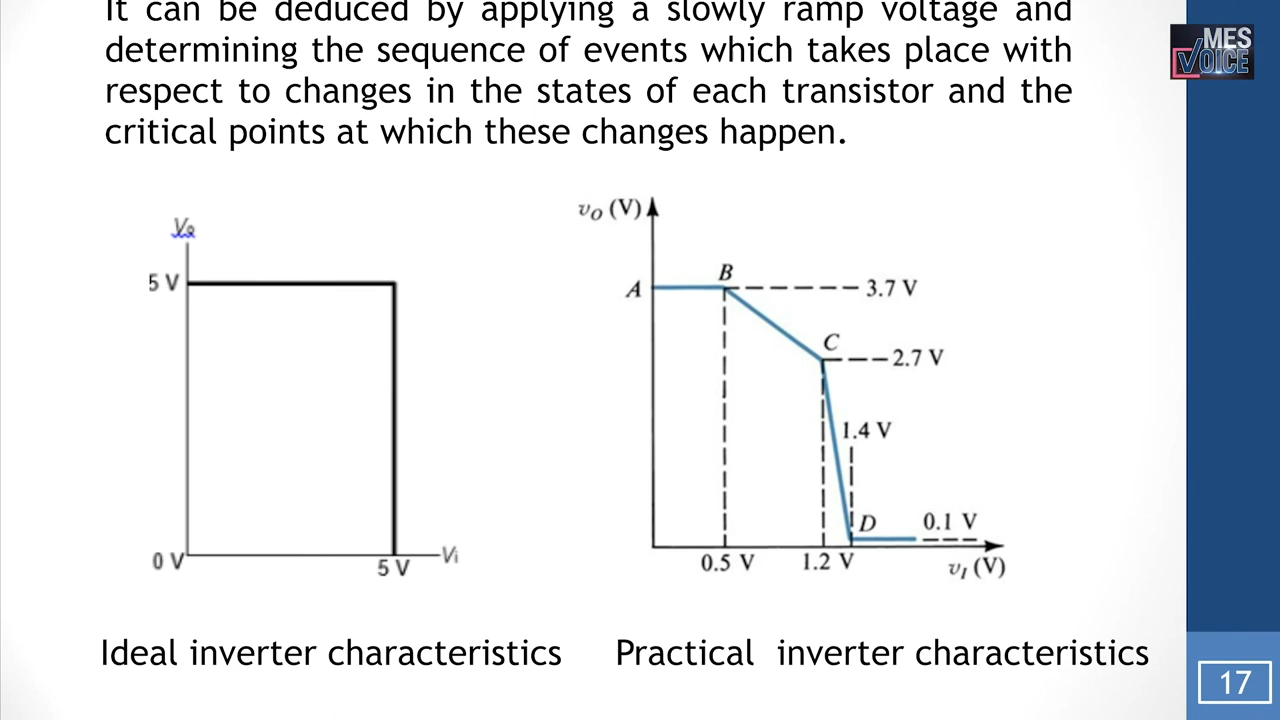 It can be deduced by applying a slowly ramp voltage and
determining the sequence of events which takes place with
respect to changes in the states of each transistor and the
critical points at which these changes happen.
MES
VOICE
Vo
5 V
0 V
5 V
Vi
vO (V)
A
B
3.7 V
C
2.7 V
1.4 V
D
0.1 V
0.5 V
1.2 V
vI (V)
Ideal inverter characteristics
Practical inverter characteristics
17